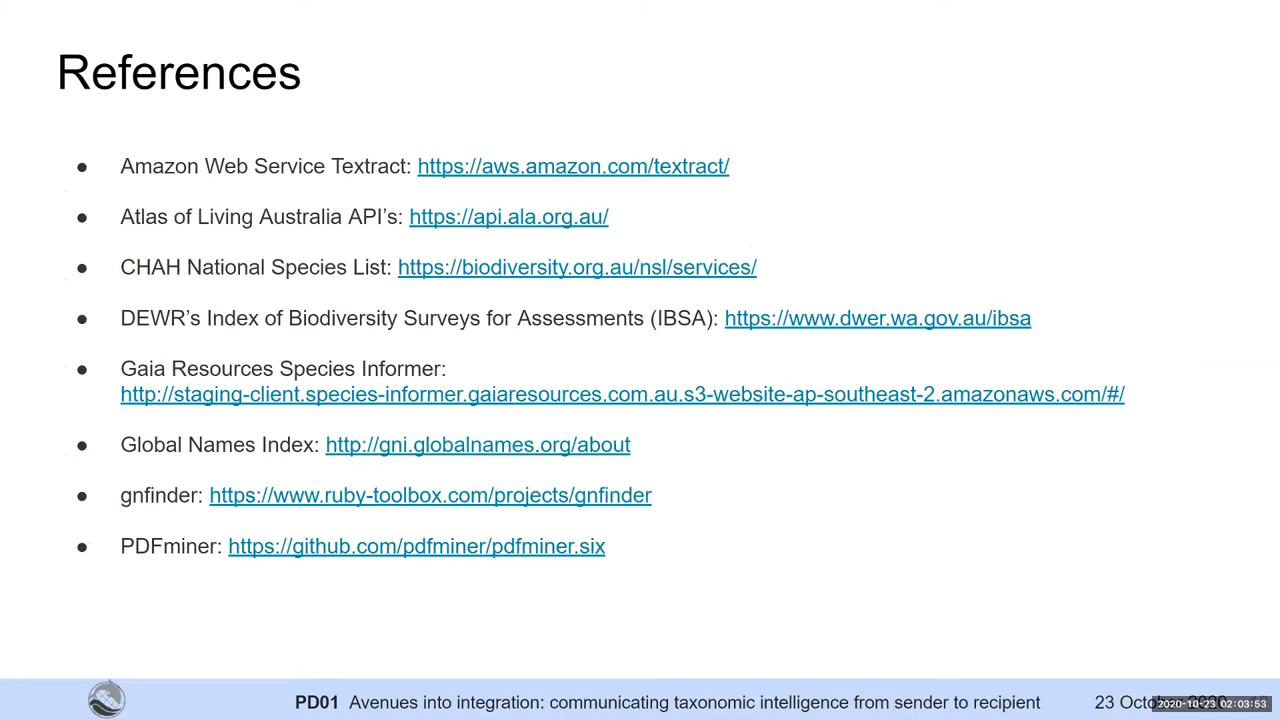 References
● Amazon Web Service Textract: https://aws.amazon.com/textract/
● Atlas of Living Australia API’s: https://api.ala.org.au/
● CHAH National Species List: https://biodiversity.org.au/nsl/services/
● DEWR’s Index of Biodiversity Surveys for Assessments (IBSA): https://www.dwer.wa.gov.au/ibsa
● Gaia Resources Species Informer:
http://staging-client.species-informer.gaiaresources.com.au.s3-website-ap-southeast-2.amazonaws.com/#/
● Global Names Index: http://gni.globalnames.org/about
● gnfinder: https://www.ruby-toolbox.com/projects/gnfinder
● PDFminer: https://github.com/pdfminer/pdfminer.six
PD01 Avenues into integration: communicating taxonomic intelligence from sender to recipient 23 October 2020
2020-10-23 02:03:53